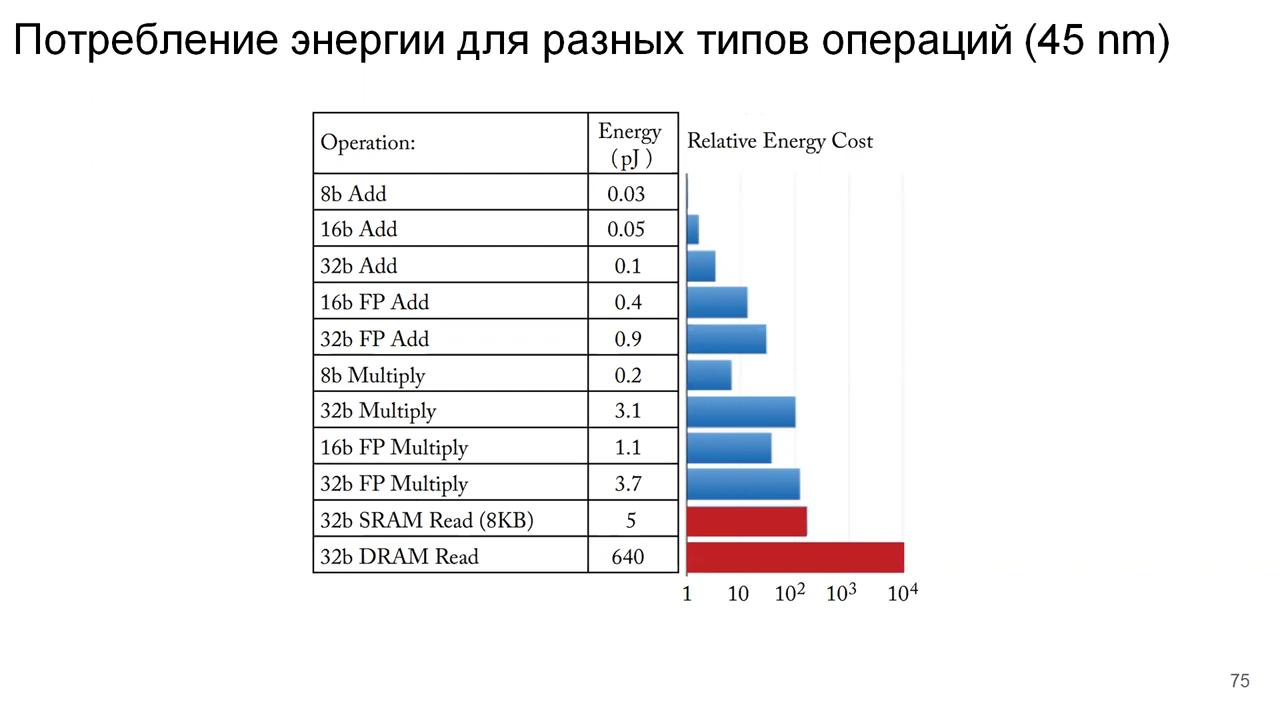 Потребление энергии для разных типов операций (45 nm)
Operation: Energy (pJ) Relative Energy Cost
8b Add 0.03
16b Add 0.05
32b Add 0.1
16b FP Add 0.4
32b FP Add 0.9
8b Multiply 0.2
32b Multiply 3.1
16b FP Multiply 1.1
32b FP Multiply 3.7
32b SRAM Read (8KB) 5
32b DRAM Read 640
1 10 10² 10³ 10⁴
75